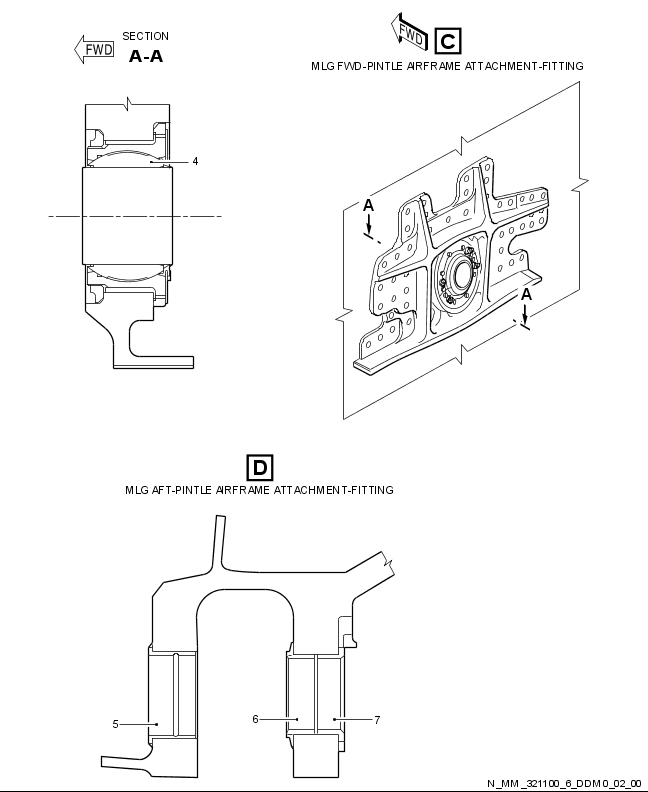 SECTION
FWD
A-A
FWD
C
MLG FWD-PINTLE AIRFRAME ATTACHMENT-FITTING
4
A
A
D
MLG AFT-PINTLE AIRFRAME ATTACHMENT-FITTING
5
6
7
N_MM_321100_6_DDM0_02_00